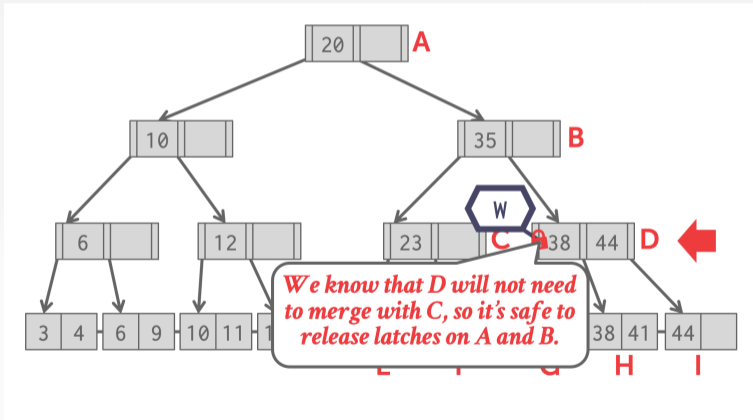 20 A
10 35 B
W
6 12 23 C 38 44 D
We know that D will not need
to merge with C, so it's safe to
release latches on A and B.
3 4 6 9 10 11 38 41 44
H I